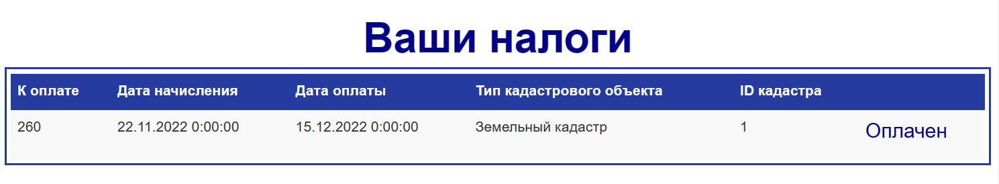 Ваши налоги
К оплате Дата начисления Дата оплаты Тип кадастрового объекта ID кадастра
260 22.11.2022 0:00:00 15.12.2022 0:00:00 Земельный кадастр 1 Оплачен